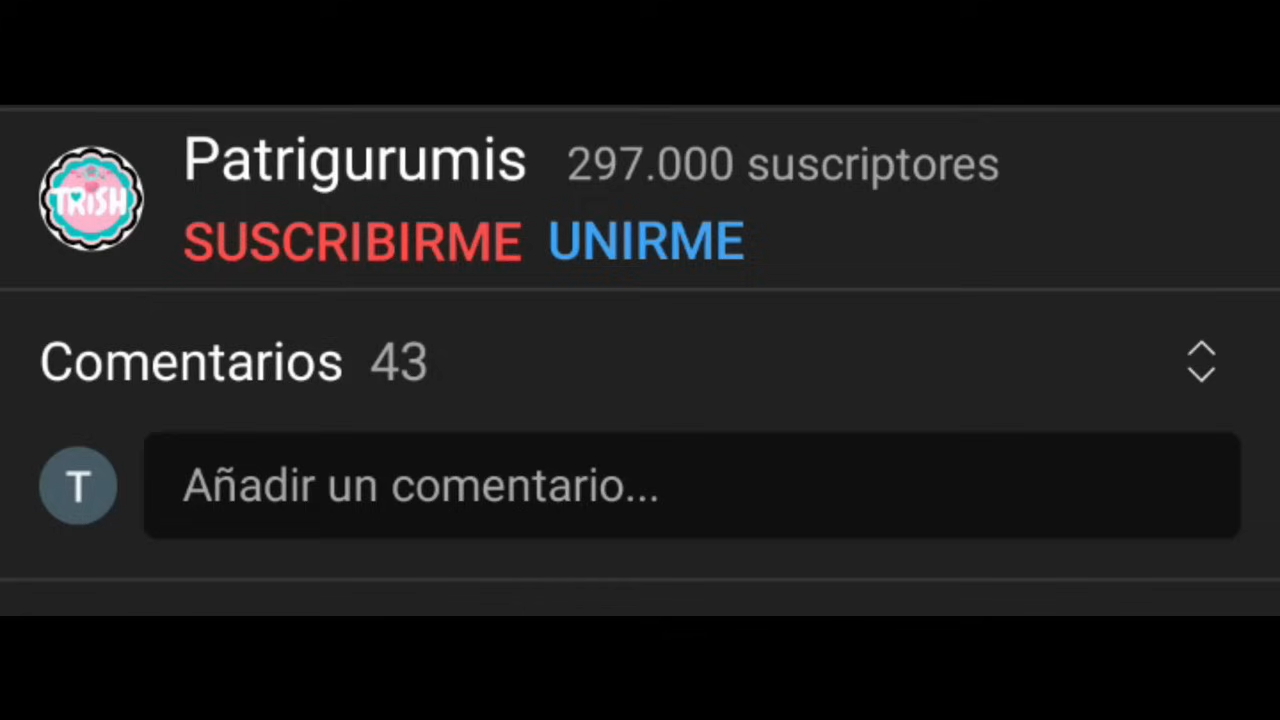 TRISH
Patrigurumis 297.000 suscriptores
SUSCRIBIRME UNIRME
Comentarios 43
T
Añadir un comentario...